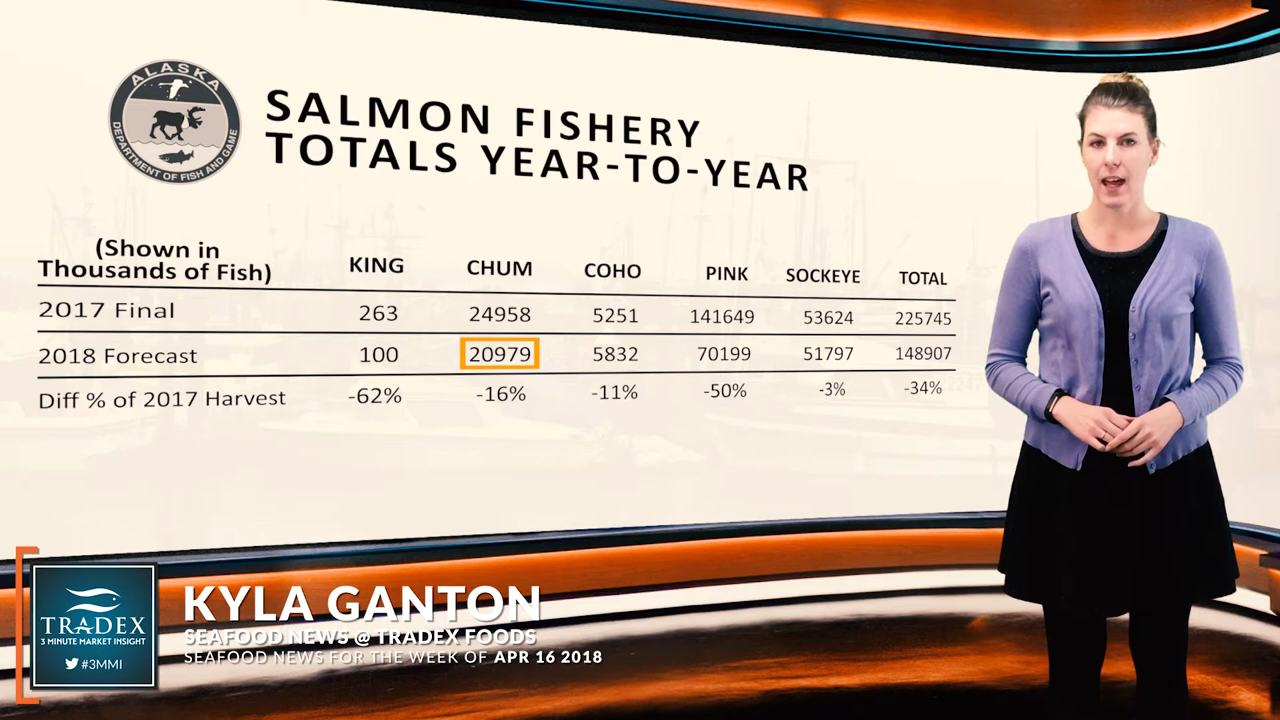 ALASKA
DEPARTMENT OF FISH AND GAME
SALMON FISHERY
TOTALS YEAR-TO-YEAR
(Shown in
Thousands of Fish) KING CHUM COHO PINK SOCKEYE TOTAL
2017 Final 263 24958 5251 141649 53624 225745
2018 Forecast 100 20979 5832 70199 51797 148907
Diff % of 2017 Harvest -62% -16% -11% -50% -3% -34%
TRADEX
3 MINUTE MARKET INSIGHT
#3MMI
KYLA GANTON
SEAFOOD NEWS @ TRADEX FOODS
SEAFOOD NEWS FOR THE WEEK OF APR 16 2018